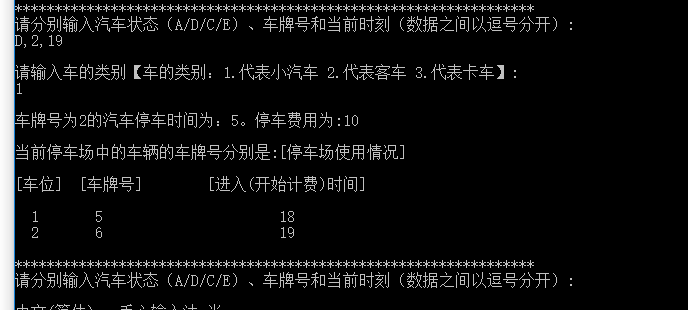 *****************************************************************
请分别输入汽车状态（A/D/C/E）、车牌号和当前时刻（数据之间以逗号分开）：
D,2,19
请输入车的类别【车的类别：1.代表小汽车 2.代表客车 3.代表卡车】:
1
车牌号为2的汽车停车时间为：5。停车费用为:10
当前停车场中的车辆的车牌号分别是:[停车场使用情况]
[车位] [车牌号] [进入(开始计费)时间]
1 5 18
2 6 19
*****************************************************************
请分别输入汽车状态（A/D/C/E）、车牌号和当前时刻（数据之间以逗号分开）：